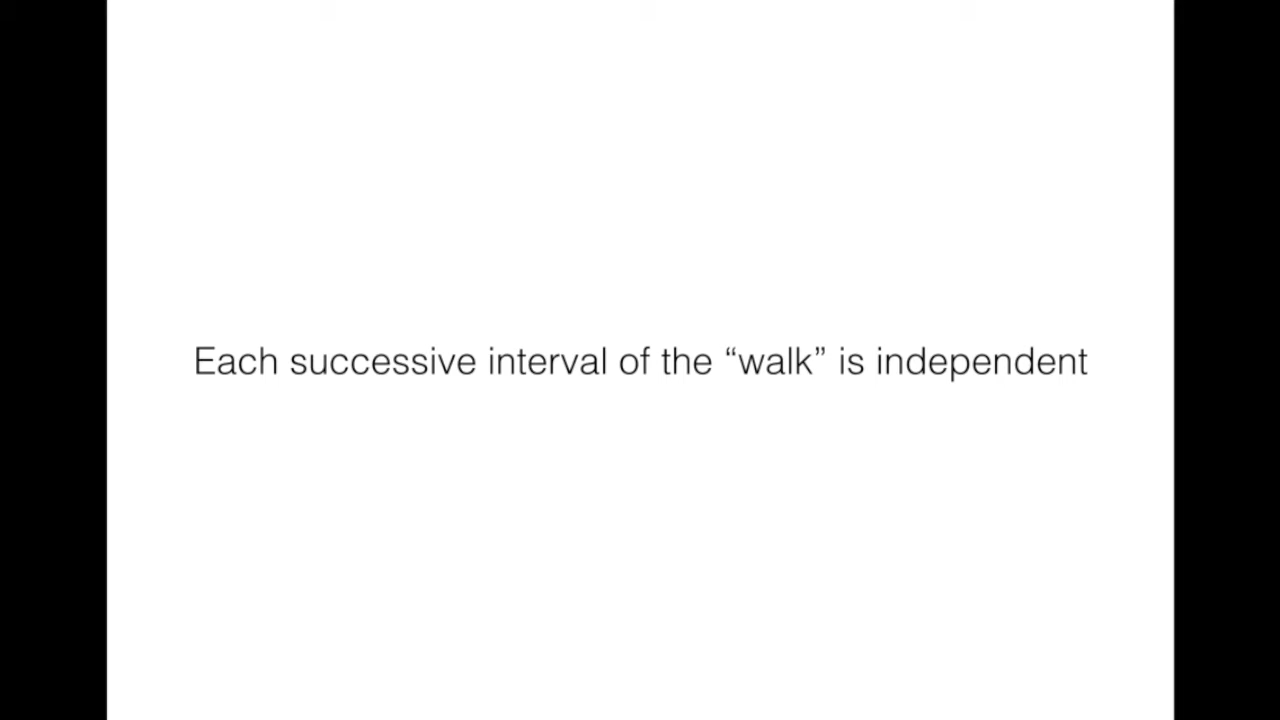 Each successive interval of the “walk” is independent